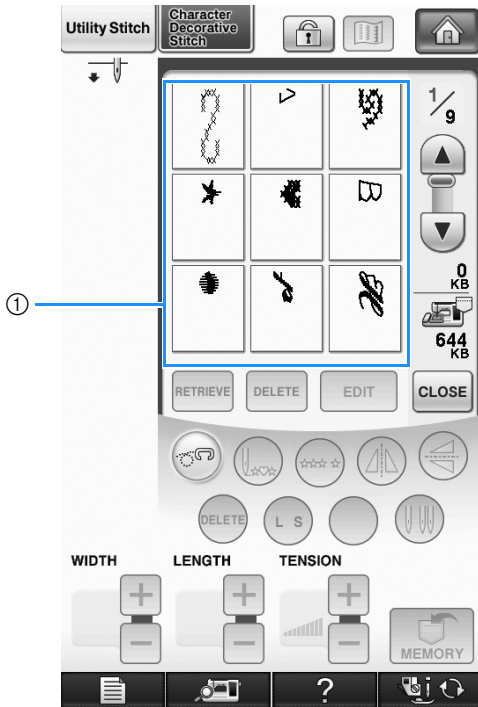 Utility Stitch
Character
Decorative
Stitch
1/9
0
KB
①
644
KB
RETRIEVE
DELETE
EDIT
CLOSE
DELETE
L S
WIDTH
LENGTH
TENSION
+
+
+
−
−
−
MEMORY
?